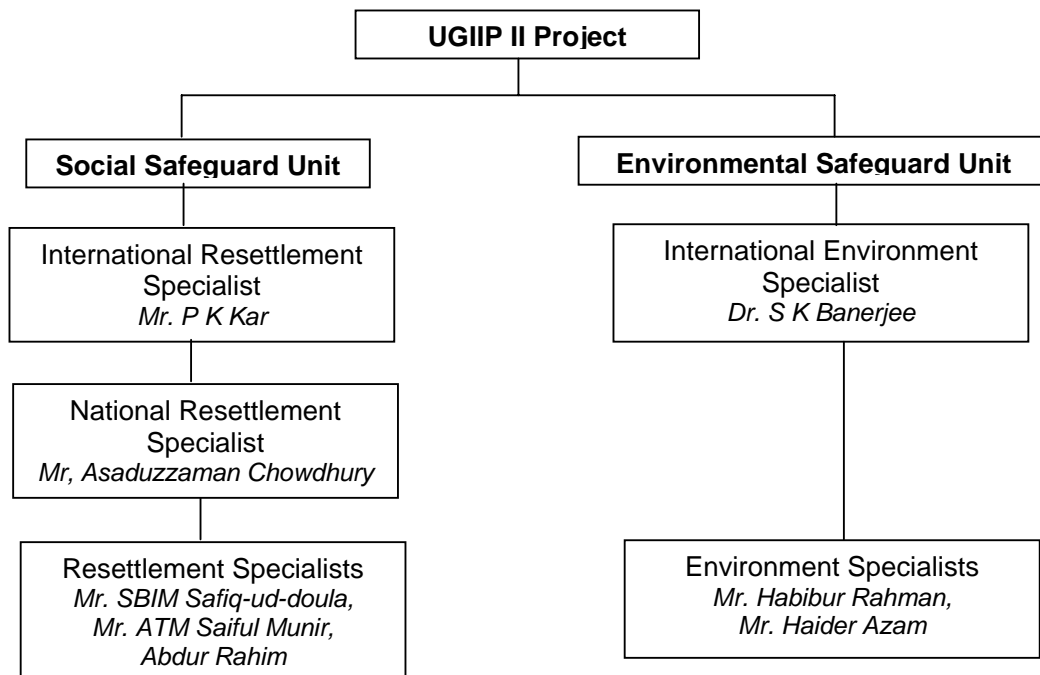 UGIIP II Project
Social Safeguard Unit
Environmental Safeguard Unit
International Resettlement
Specialist
Mr. P K Kar
International Environment
Specialist
Dr. S K Banerjee
National Resettlement
Specialist
Mr, Asaduzzaman Chowdhury
Resettlement Specialists
Mr. SBIM Safiq-ud-doula,
Mr. ATM Saiful Munir,
Abdur Rahim
Environment Specialists
Mr. Habibur Rahman,
Mr. Haider Azam